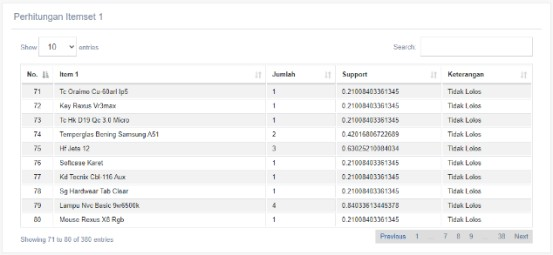 Perhitungan Itemset 1
Show 10 entries Search:
No. Item 1 Jumlah Support Keterangan
71 Tc Oraimo Cu-60arl Ip5 1 0.21008403361345 Tidak Lolos
72 Key Rexus Vr3max 1 0.21008403361345 Tidak Lolos
73 Tc Hk D19 Qc 3.0 Micro 1 0.21008403361345 Tidak Lolos
74 Temperglas Bening Samsung A51 2 0.42016806722689 Tidak Lolos
75 Hf Jete 12 3 0.63025210084034 Tidak Lolos
76 Softcase Karet 1 0.21008403361345 Tidak Lolos
77 Kd Tecnix Cbl-116 Aux 1 0.21008403361345 Tidak Lolos
78 Sg Hardwear Tab Clear 1 0.21008403361345 Tidak Lolos
79 Lampu Nvc Basic 9w6500k 4 0.84033613445378 Tidak Lolos
80 Mouse Rexus X8 Rgb 1 0.21008403361345 Tidak Lolos
Showing 71 to 80 of 380 entries Previous 1 … 7 8 9 … 38 Next